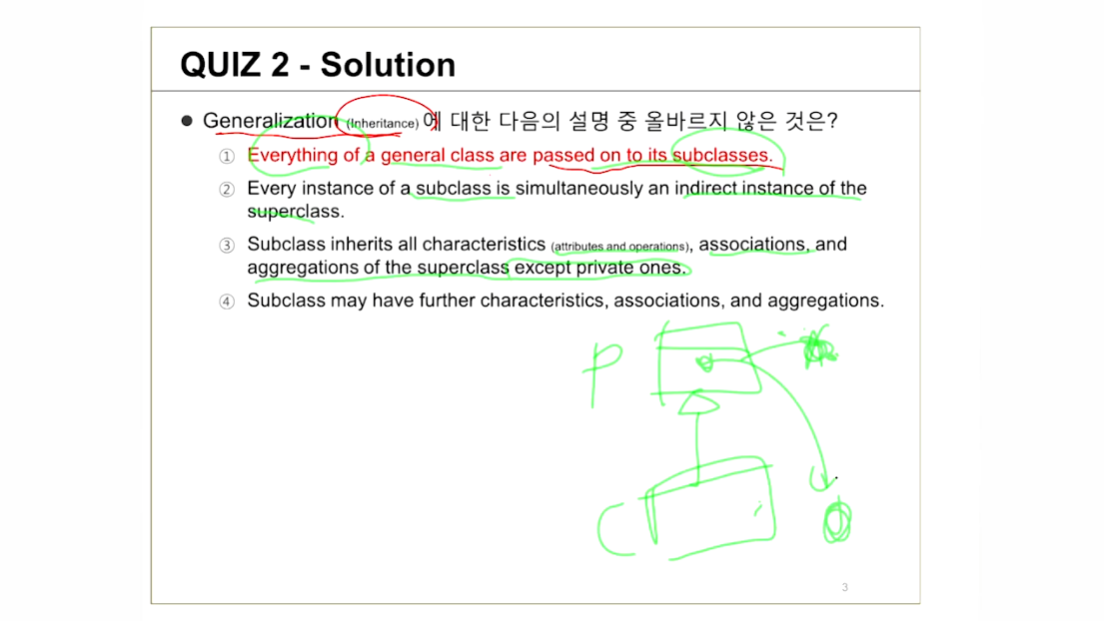 QUIZ 2 - Solution
● Generalization (Inheritance) 에 대한 다음의 설명 중 올바르지 않은 것은?
① Everything of a general class are passed on to its subclasses.
② Every instance of a subclass is simultaneously an indirect instance of the
superclass.
③ Subclass inherits all characteristics (attributes and operations), associations, and
aggregations of the superclass except private ones.
④ Subclass may have further characteristics, associations, and aggregations.
P
C
3